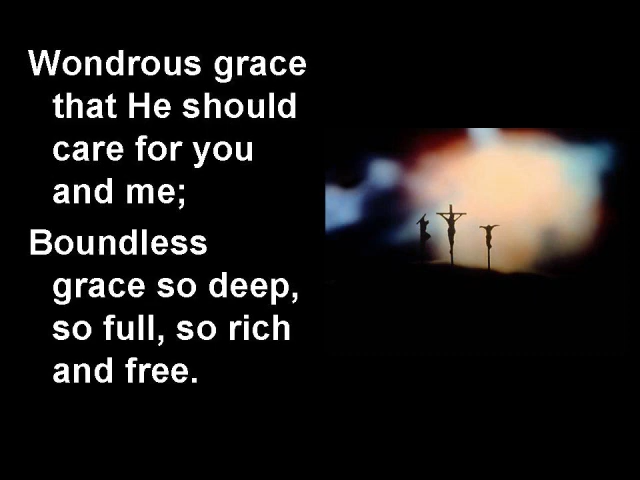 Wondrous grace
that He should
care for you
and me;
Boundless
grace so deep,
so full, so rich
and free.